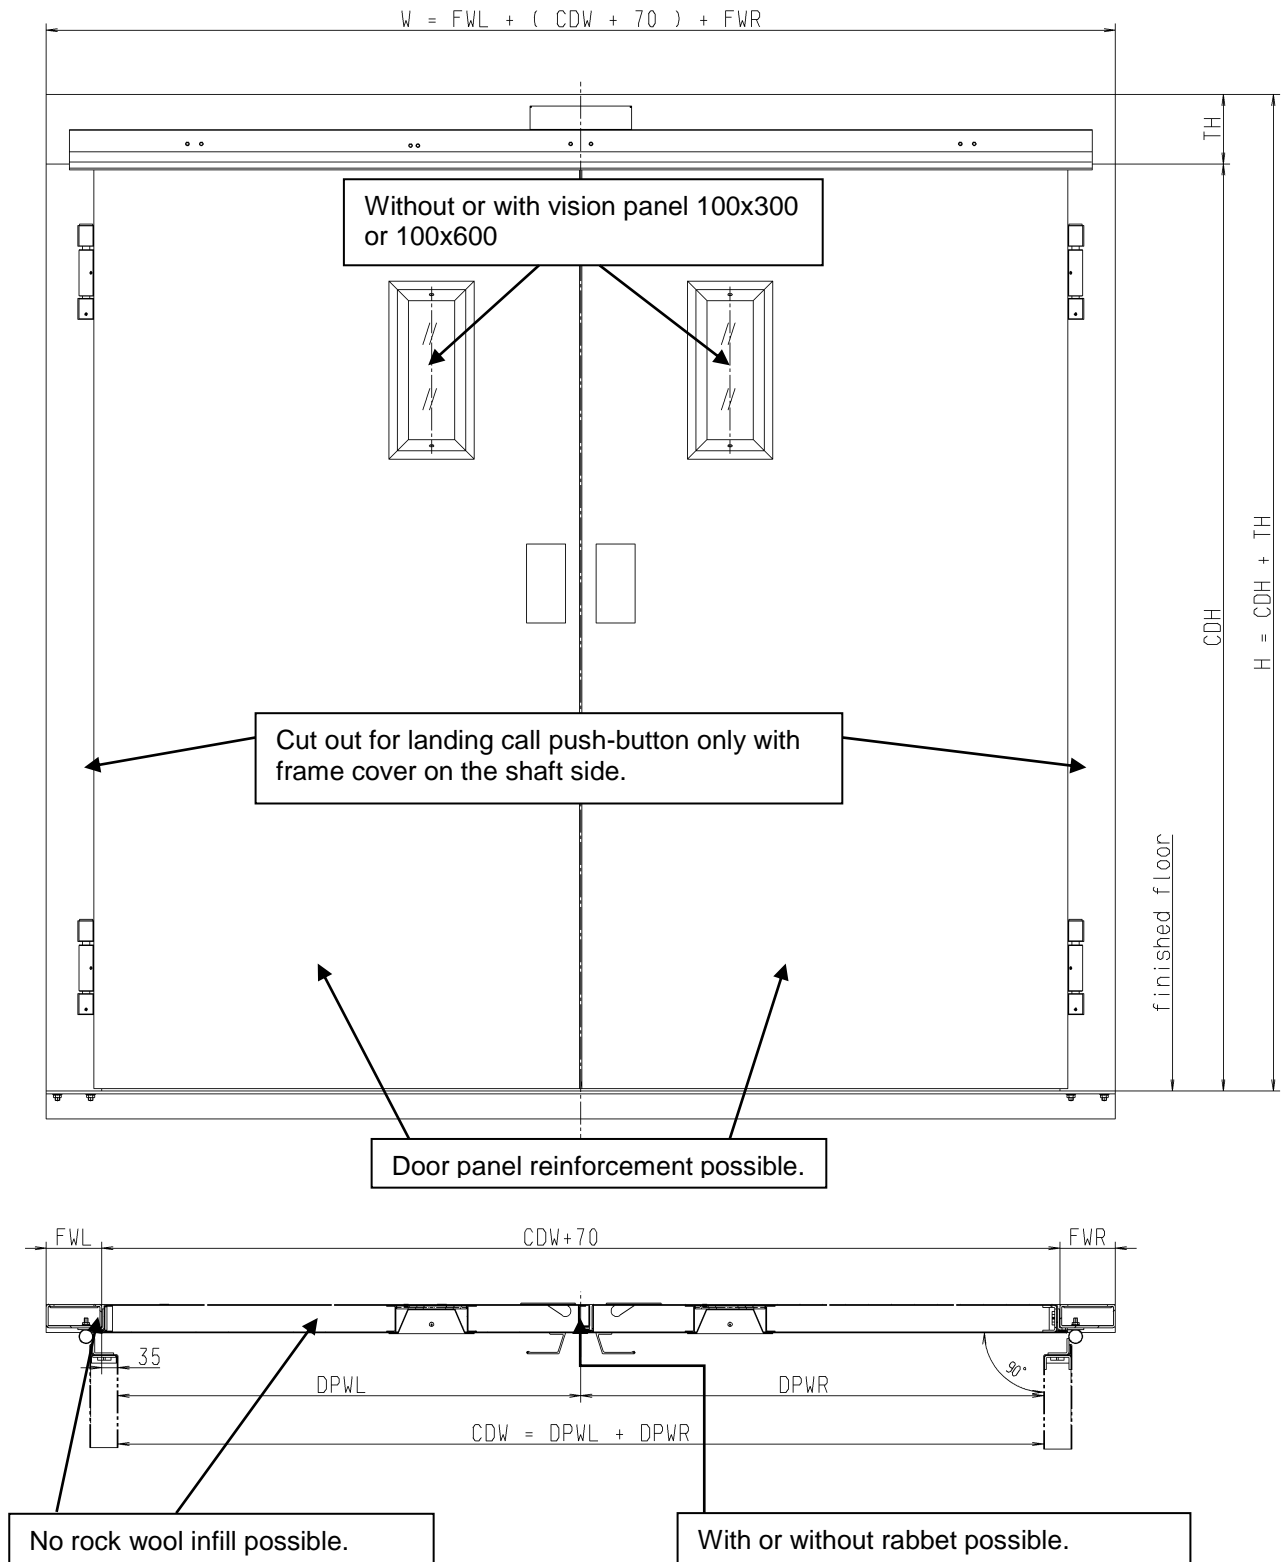 W = FWL + ( CDW + 70 ) + FWR
TH
Without or with vision panel 100x300
or 100x600
CDH
H = CDH + TH
Cut out for landing call push-button only with
frame cover on the shaft side.
finished floor
Door panel reinforcement possible.
FWL
CDW+70
FWR
35
90°
DPWL
DPWR
CDW = DPWL + DPWR
No rock wool infill possible.
With or without rabbet possible.